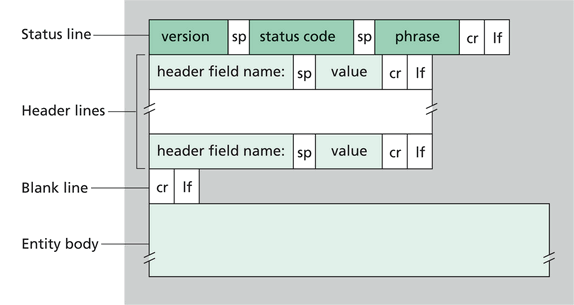 Status line version sp status code sp phrase cr lf
header field name: sp value cr lf
Header lines
header field name: sp value cr lf
Blank line cr lf
Entity body